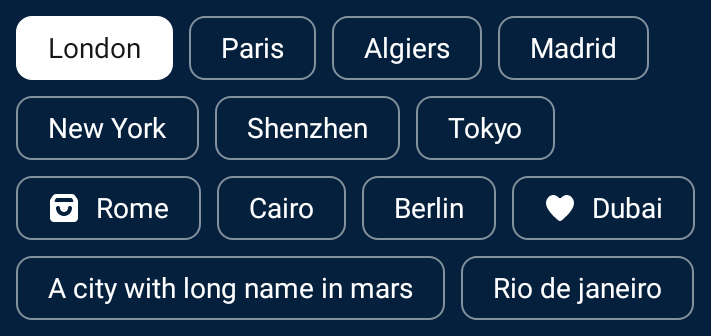 London Paris Algiers Madrid
New York Shenzhen Tokyo
Rome Cairo Berlin Dubai
A city with long name in mars Rio de janeiro